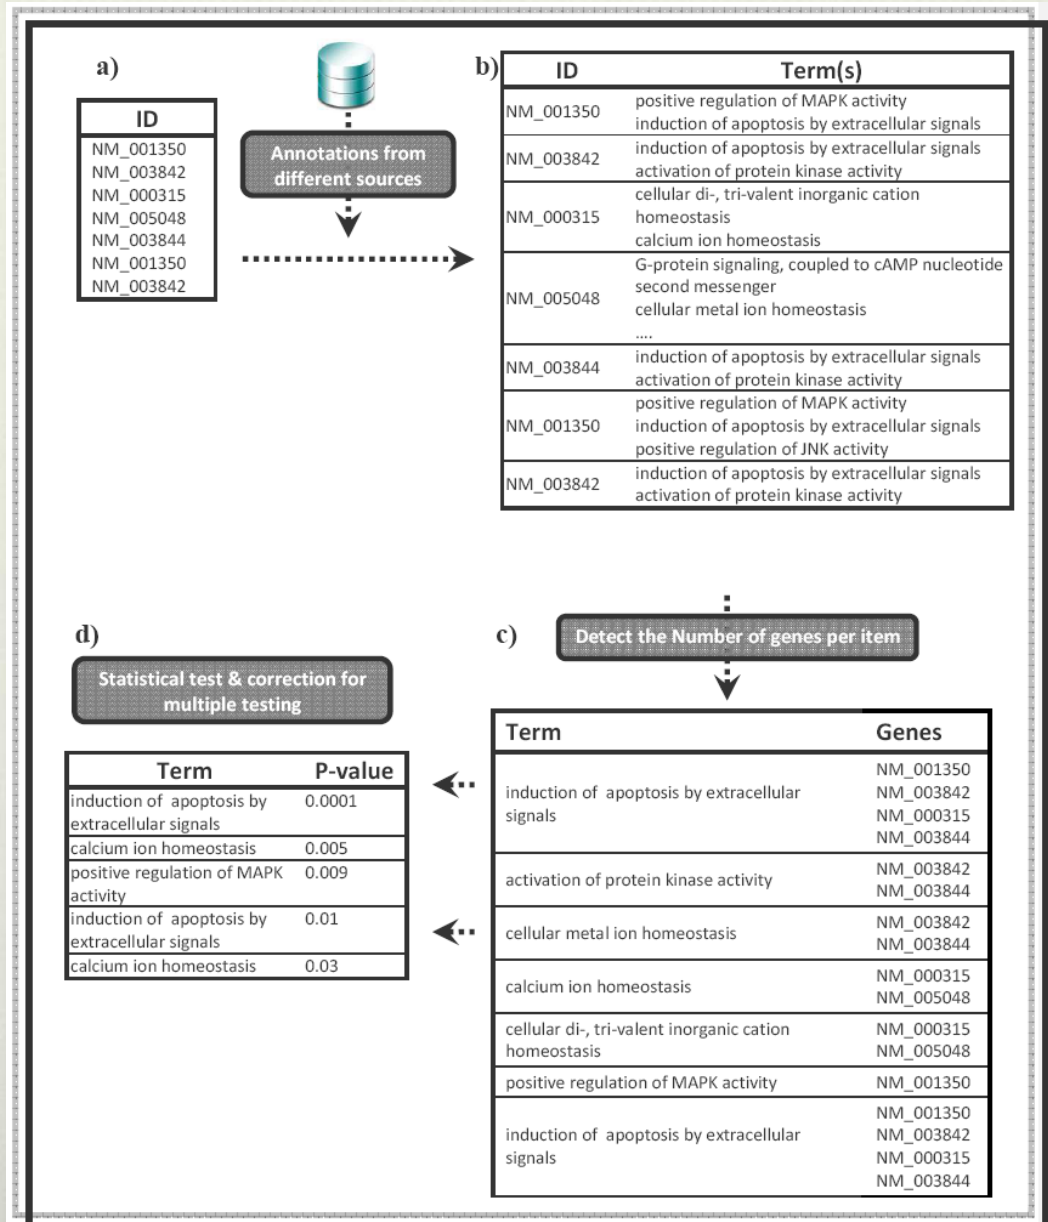 a)
ID
NM_001350
NM_003842
NM_000315
NM_005048
NM_003844
NM_001350
NM_003842
Annotations from
different sources
b)
ID Term(s)
NM_001350
positive regulation of MAPK activity
induction of apoptosis by extracellular signals
NM_003842
induction of apoptosis by extracellular signals
activation of protein kinase activity
NM_000315
cellular di-, tri-valent inorganic cation
homeostasis
calcium ion homeostasis
NM_005048
G-protein signaling, coupled to cAMP nucleotide
second messenger
cellular metal ion homeostasis
....
NM_003844
induction of apoptosis by extracellular signals
activation of protein kinase activity
NM_001350
positive regulation of MAPK activity
induction of apoptosis by extracellular signals
positive regulation of JNK activity
NM_003842
induction of apoptosis by extracellular signals
activation of protein kinase activity
c)
Detect the Number of genes per item
Term Genes
induction of apoptosis by extracellular
signals
NM_001350
NM_003842
NM_000315
NM_003844
activation of protein kinase activity
NM_003842
NM_003844
cellular metal ion homeostasis
NM_003842
NM_003844
calcium ion homeostasis
NM_000315
NM_005048
cellular di-, tri-valent inorganic cation
homeostasis
NM_000315
NM_005048
positive regulation of MAPK activity NM_001350
induction of apoptosis by extracellular
signals
NM_001350
NM_003842
NM_000315
NM_003844
d)
Statistical test & correction for
multiple testing
Term P-value
induction of apoptosis by 0.0001
extracellular signals
calcium ion homeostasis 0.005
positive regulation of MAPK 0.009
activity
induction of apoptosis by 0.01
extracellular signals
calcium ion homeostasis 0.03